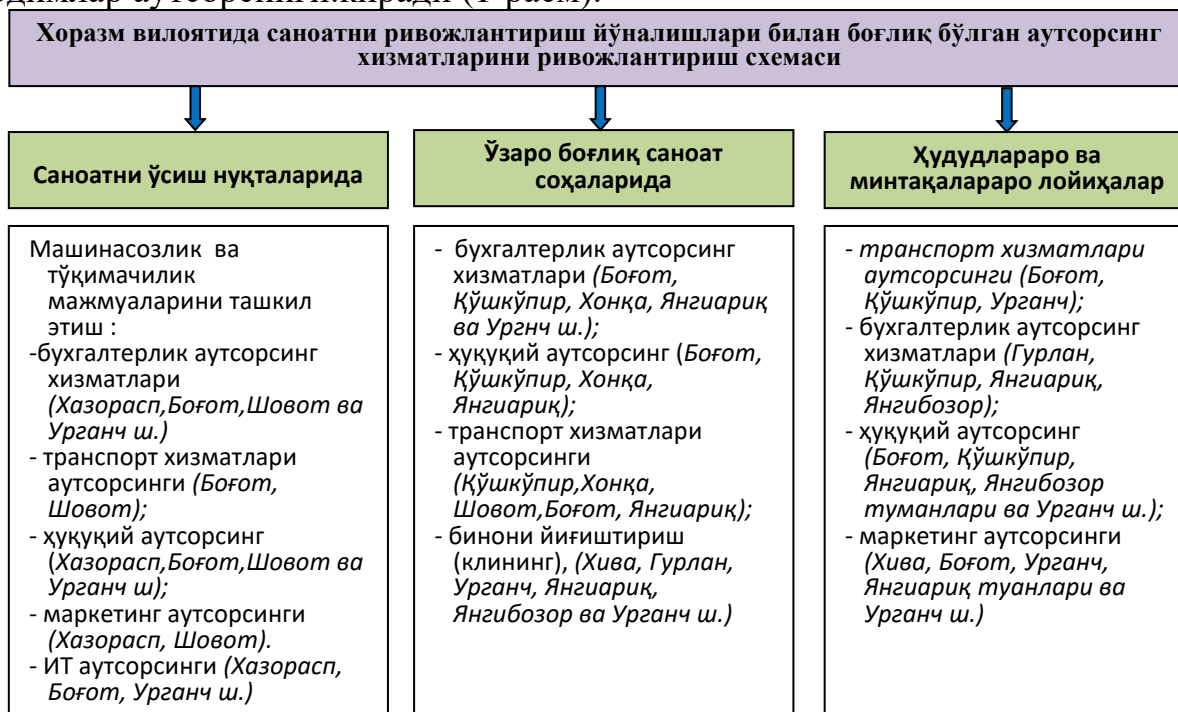 аутсорсинги.киради (1-расм).
Хоразм вилоятида саноатни ривожлантириш йўналишлари билан боғлиқ бўлган аутсорсинг
хизматларини ривожлантириш схемаси
Саноатни ўсиш нуқталарида
Машинасозлик ва
тўқимачилик
мажмуаларини ташкил
этиш :
-бухгалтерлик аутсорсинг
хизматлари
(Хазорасп,Боғот,Шовот ва
Урганч ш.)
- транспорт хизматлари
аутсорсинги (Боғот,
Шовот);
- ҳуқуқий аутсорсинг
(Хазорасп,Боғот,Шовот ва
Урганч ш);
- маркетинг аутсорсинги
(Хазорасп, Шовот).
- ИТ аутсорсинги (Хазорасп,
Боғот, Урганч ш.)
Ўзаро боғлиқ саноат
соҳаларида
- бухгалтерлик аутсорсинг
хизматлари (Боғот,
Қўшкўпир, Хонқа, Янгиариқ
ва Ургнч ш.);
- ҳуқуқий аутсорсинг (Боғот,
Қўшкўпир, Хонқа,
Янгиариқ);
- транспорт хизматлари
аутсорсинги
(Қўшкўпир,Хонқа,
Шовот,Боғот, Янгиариқ);
- бинони йиғиштириш
(клининг), (Хива, Гурлан,
Урганч, Янгиариқ,
Янгибозор ва Урганч ш.)
Ҳудудлараро ва
минтақалараро лойиҳалар
- транспорт хизматлари
аутсорсинги (Боғот,
Қўшкўпир, Урганч);
- бухгалтерлик аутсорсинг
хизматлари (Гурлан,
Қўшкўпир, Янгиариқ,
Янгибозор);
- ҳуқуқий аутсорсинг
(Боғот, Қўшкўпир,
Янгиариқ, Янгибозор
туманлари ва Урганч ш.);
- маркетинг аутсорсинги
(Хива, Боғот, Урганч,
Янгиариқ туанлари ва
Урганч ш.)